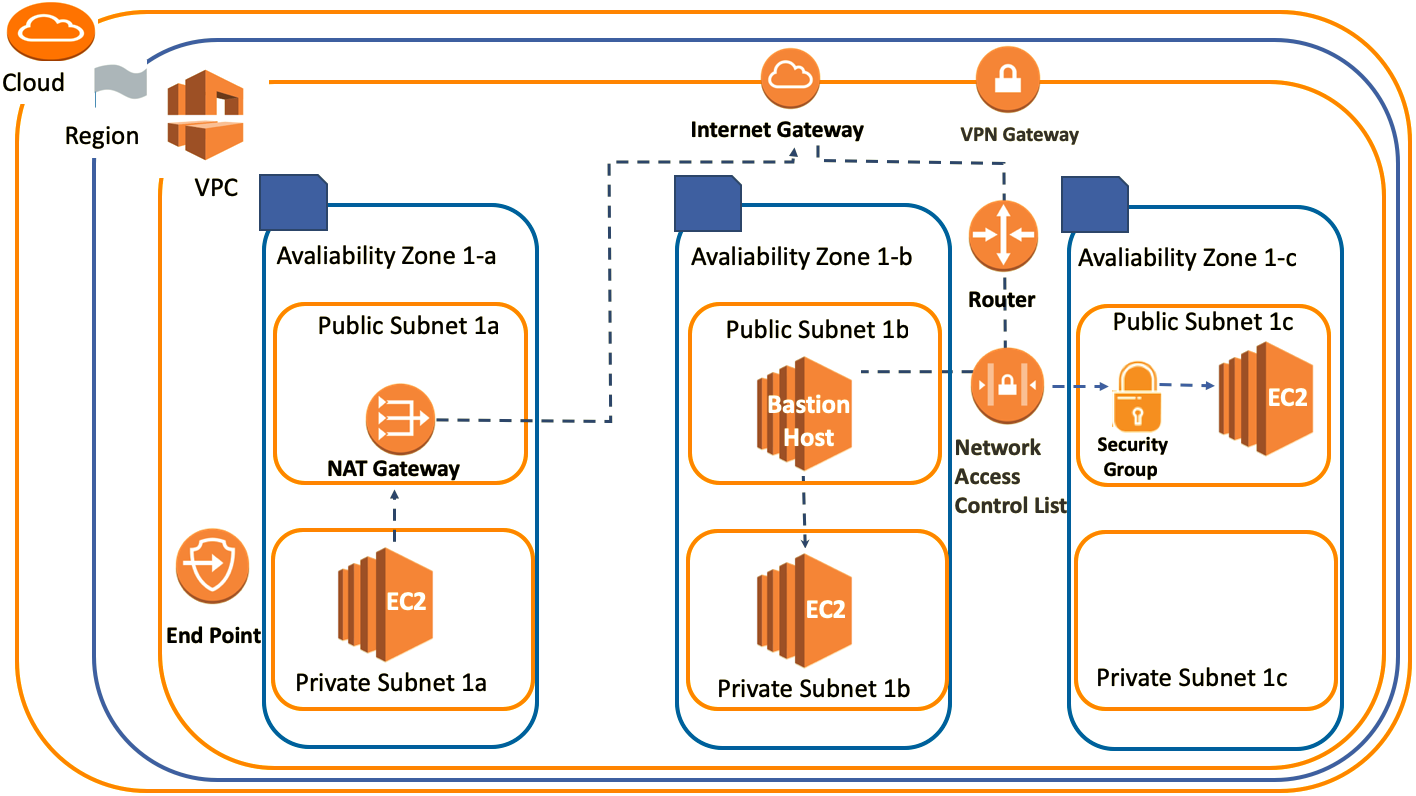 Cloud
Region
VPC
Internet Gateway
VPN Gateway
Avaliability Zone 1-a
Public Subnet 1a
NAT Gateway
EC2
Private Subnet 1a
End Point
Avaliability Zone 1-b
Public Subnet 1b
Bastion
Host
EC2
Private Subnet 1b
Router
Network
Access
Control List
Avaliability Zone 1-c
Public Subnet 1c
Security
Group
EC2
Private Subnet 1c